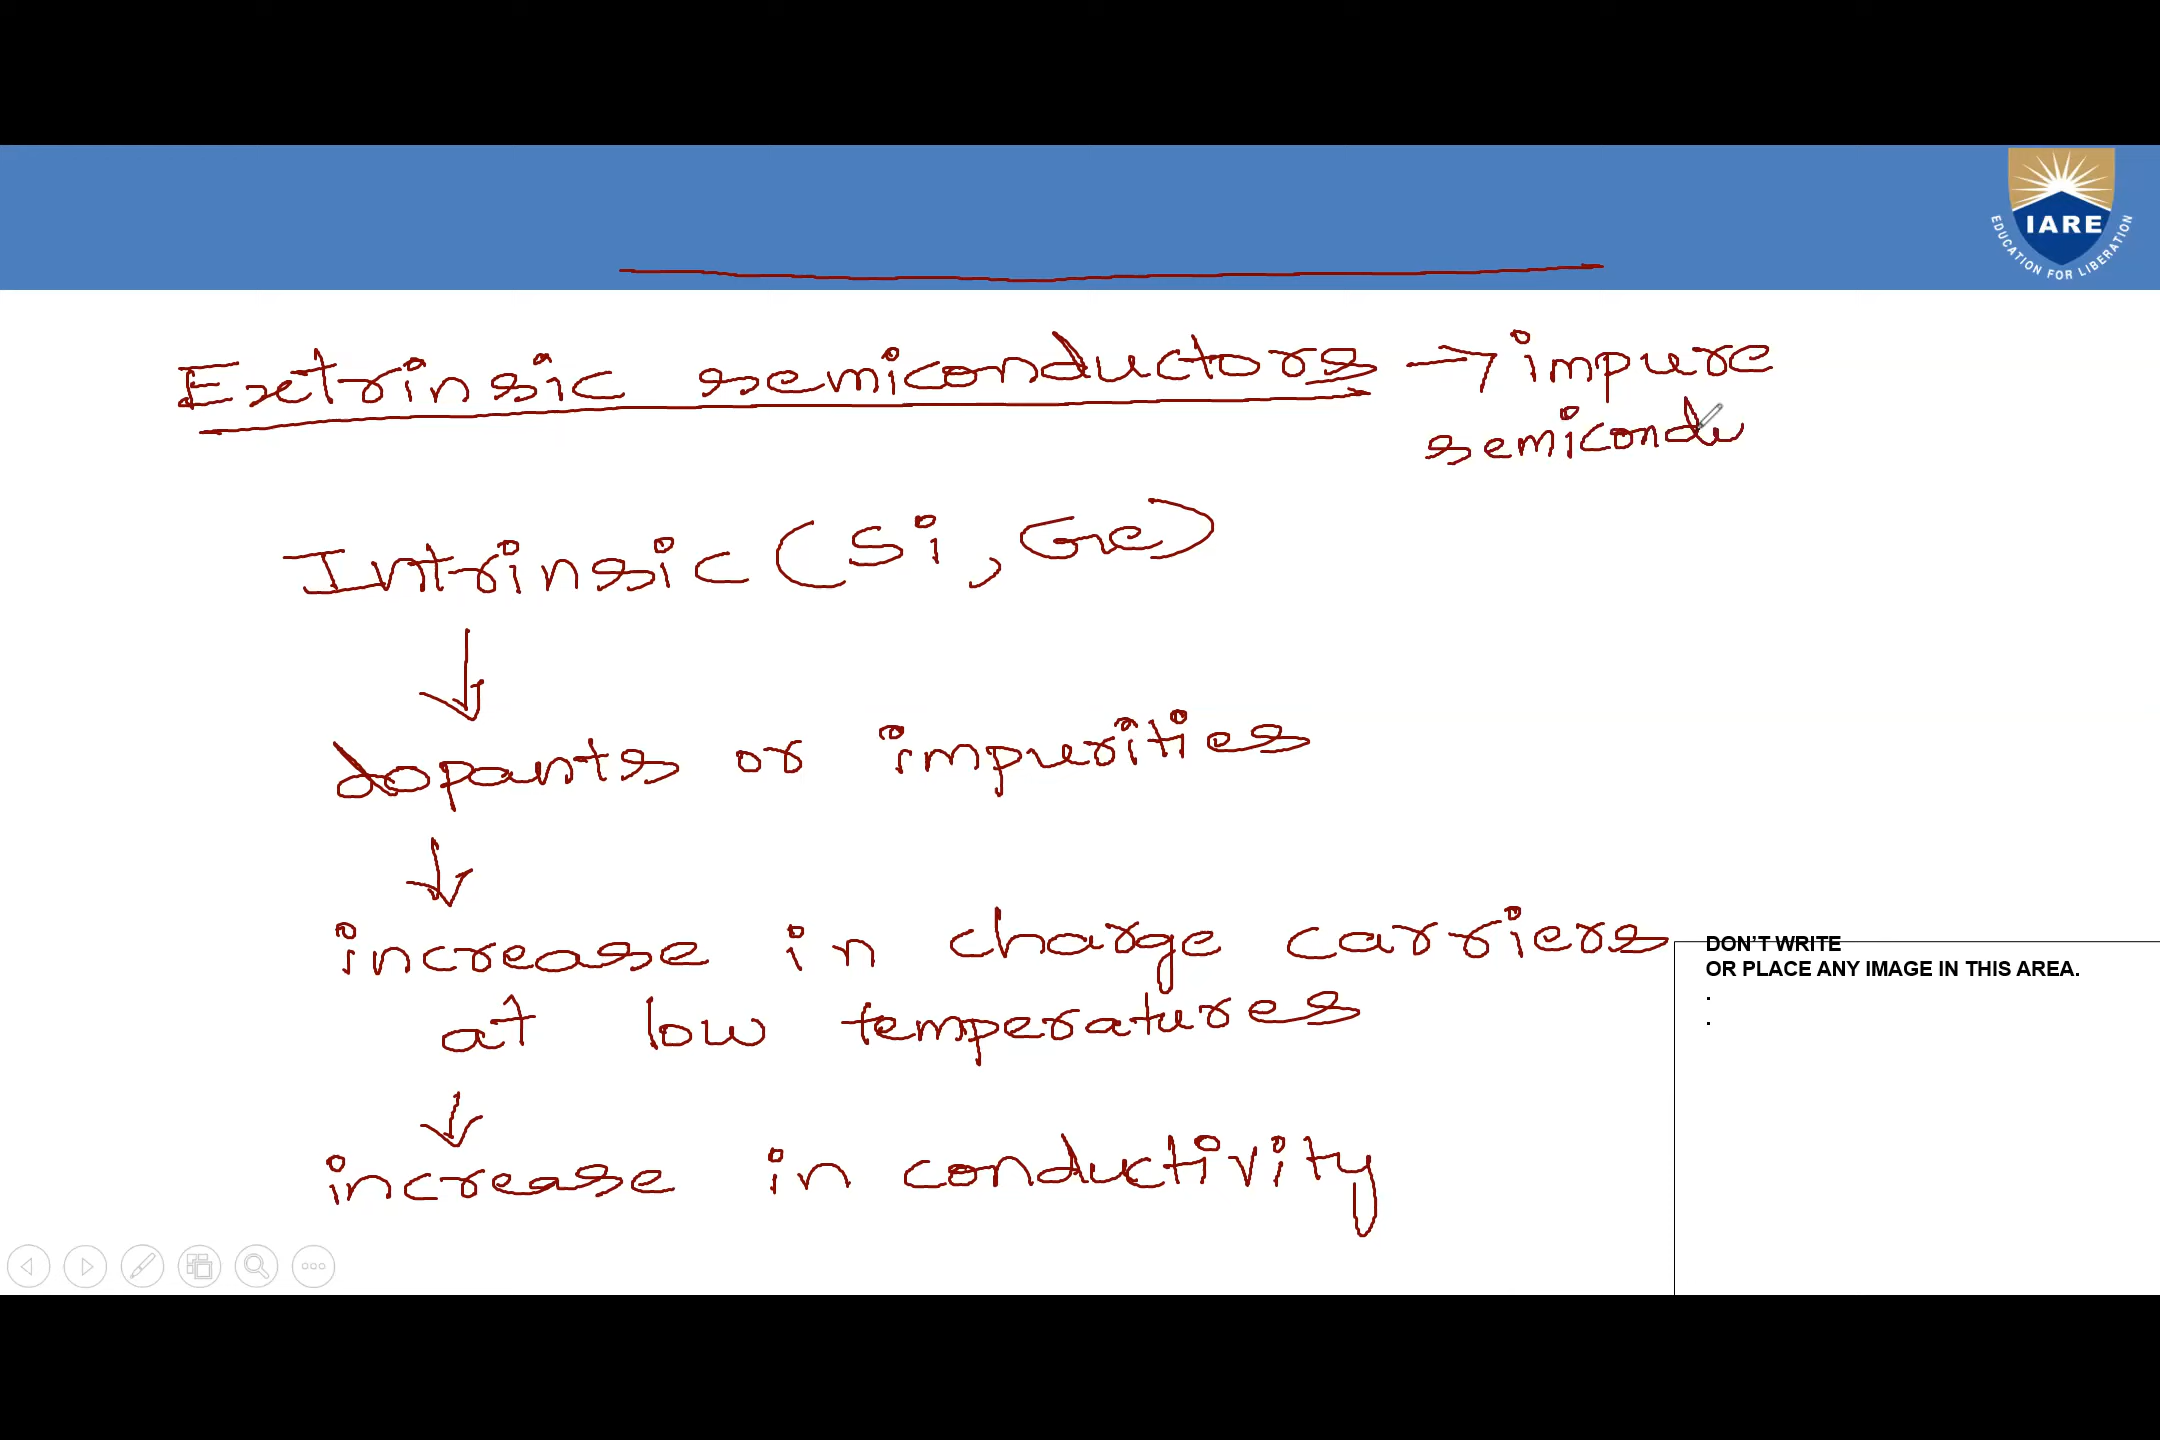 IARE
EDUCATION FOR LIBERATION
Extrinsic semiconductors → impure
semicondu
Intrinsic (Si, Ge)
↓
dopants or impurities
↓
increase in charge carriers
at low temperatures
↓
increase in conductivity
DON'T WRITE
OR PLACE ANY IMAGE IN THIS AREA.
.
.